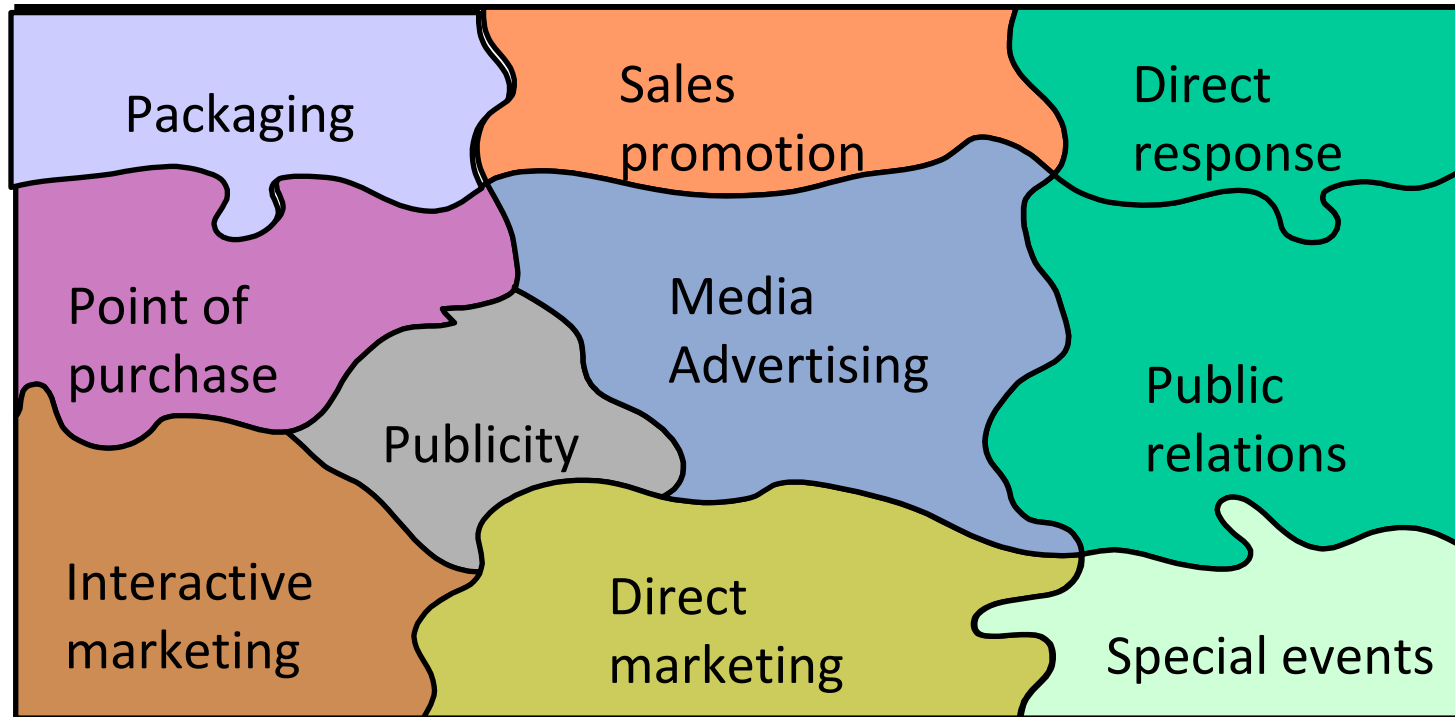 Packaging
Sales
promotion
Direct
response
Point of
purchase
Media
Advertising
Publicity
Public
relations
Interactive
marketing
Direct
marketing
Special events